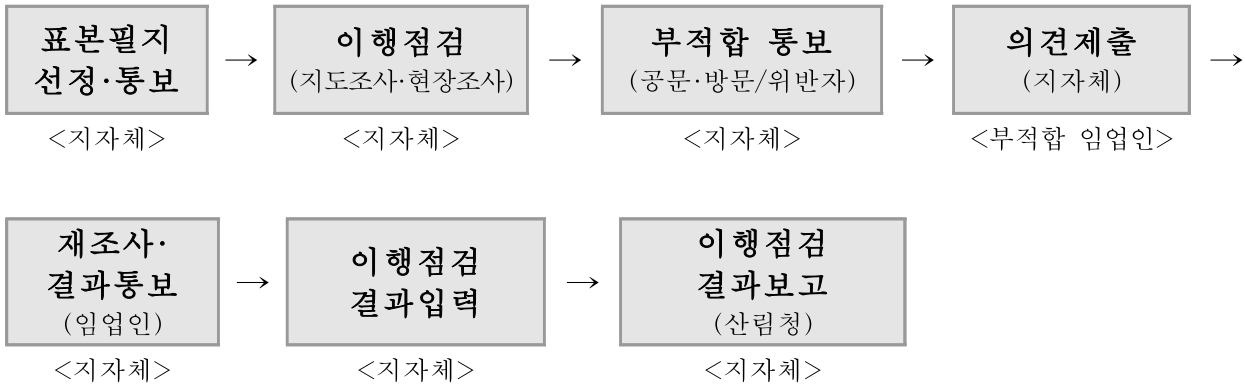 표본필지
선정·통보
<지자체>
→
이행점검
(지도조사·현장조사)
<지자체>
→
부적합 통보
(공문·방문/위반자)
<지자체>
→
의견제출
(지자체)
<부적합 임업인>
→
재조사·
결과통보
(임업인)
<지자체>
→
이행점검
결과입력
<지자체>
→
이행점검
결과보고
(산림청)
<지자체>